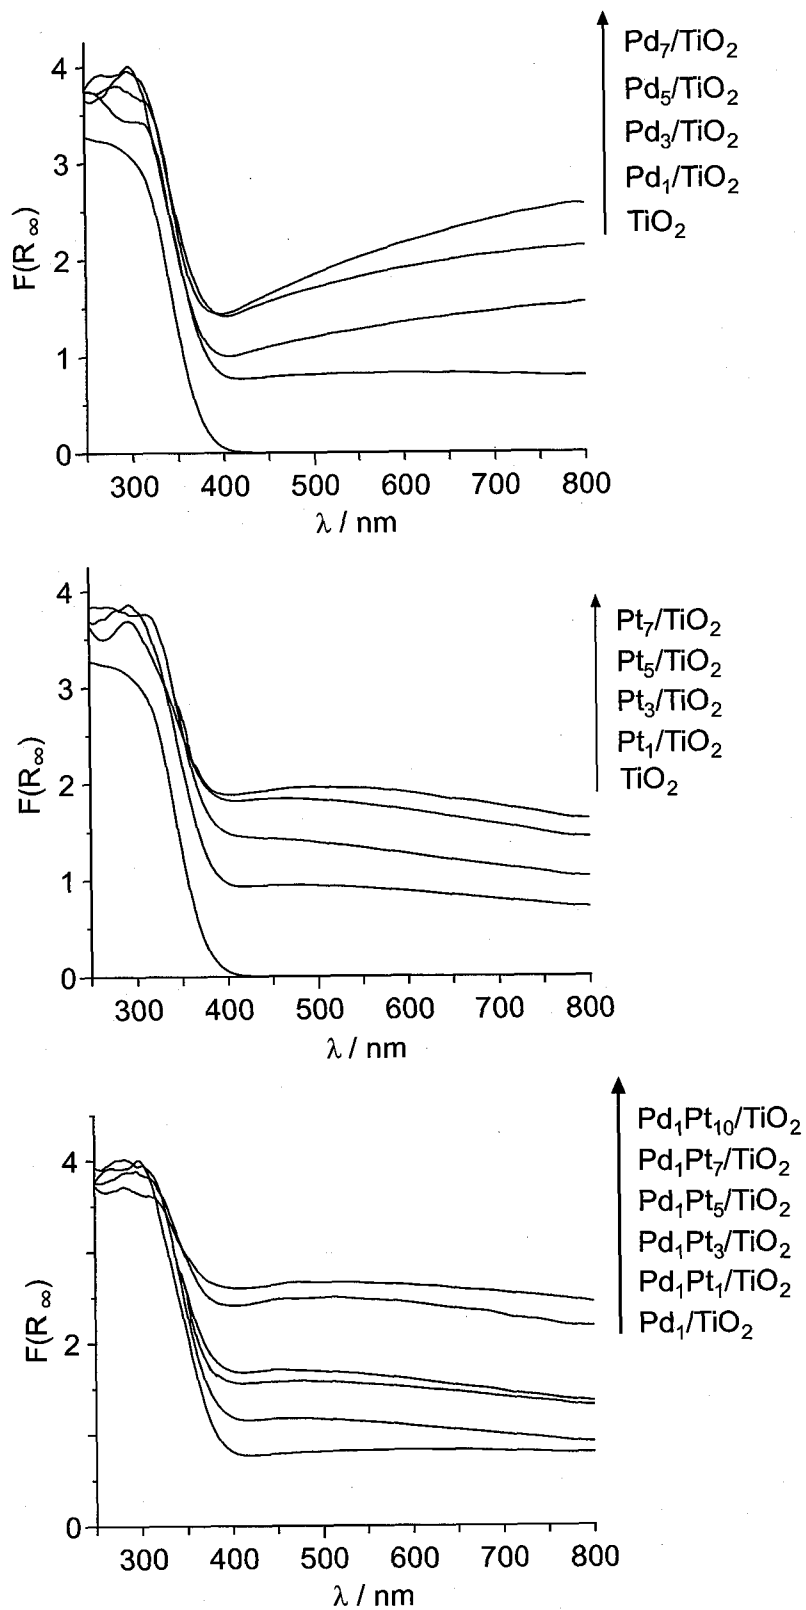 Pd7/TiO2
Pd5/TiO2
Pd3/TiO2
Pd1/TiO2
TiO2
F(R∞)
4
3
2
1
0
300 400 500 600 700 800
λ / nm
Pt7/TiO2
Pt5/TiO2
Pt3/TiO2
Pt1/TiO2
TiO2
F(R∞)
4
3
2
1
0
300 400 500 600 700 800
λ / nm
Pd1Pt10/TiO2
Pd1Pt7/TiO2
Pd1Pt5/TiO2
Pd1Pt3/TiO2
Pd1Pt1/TiO2
Pd1/TiO2
F(R∞)
4
2
0
300 400 500 600 700 800
λ / nm